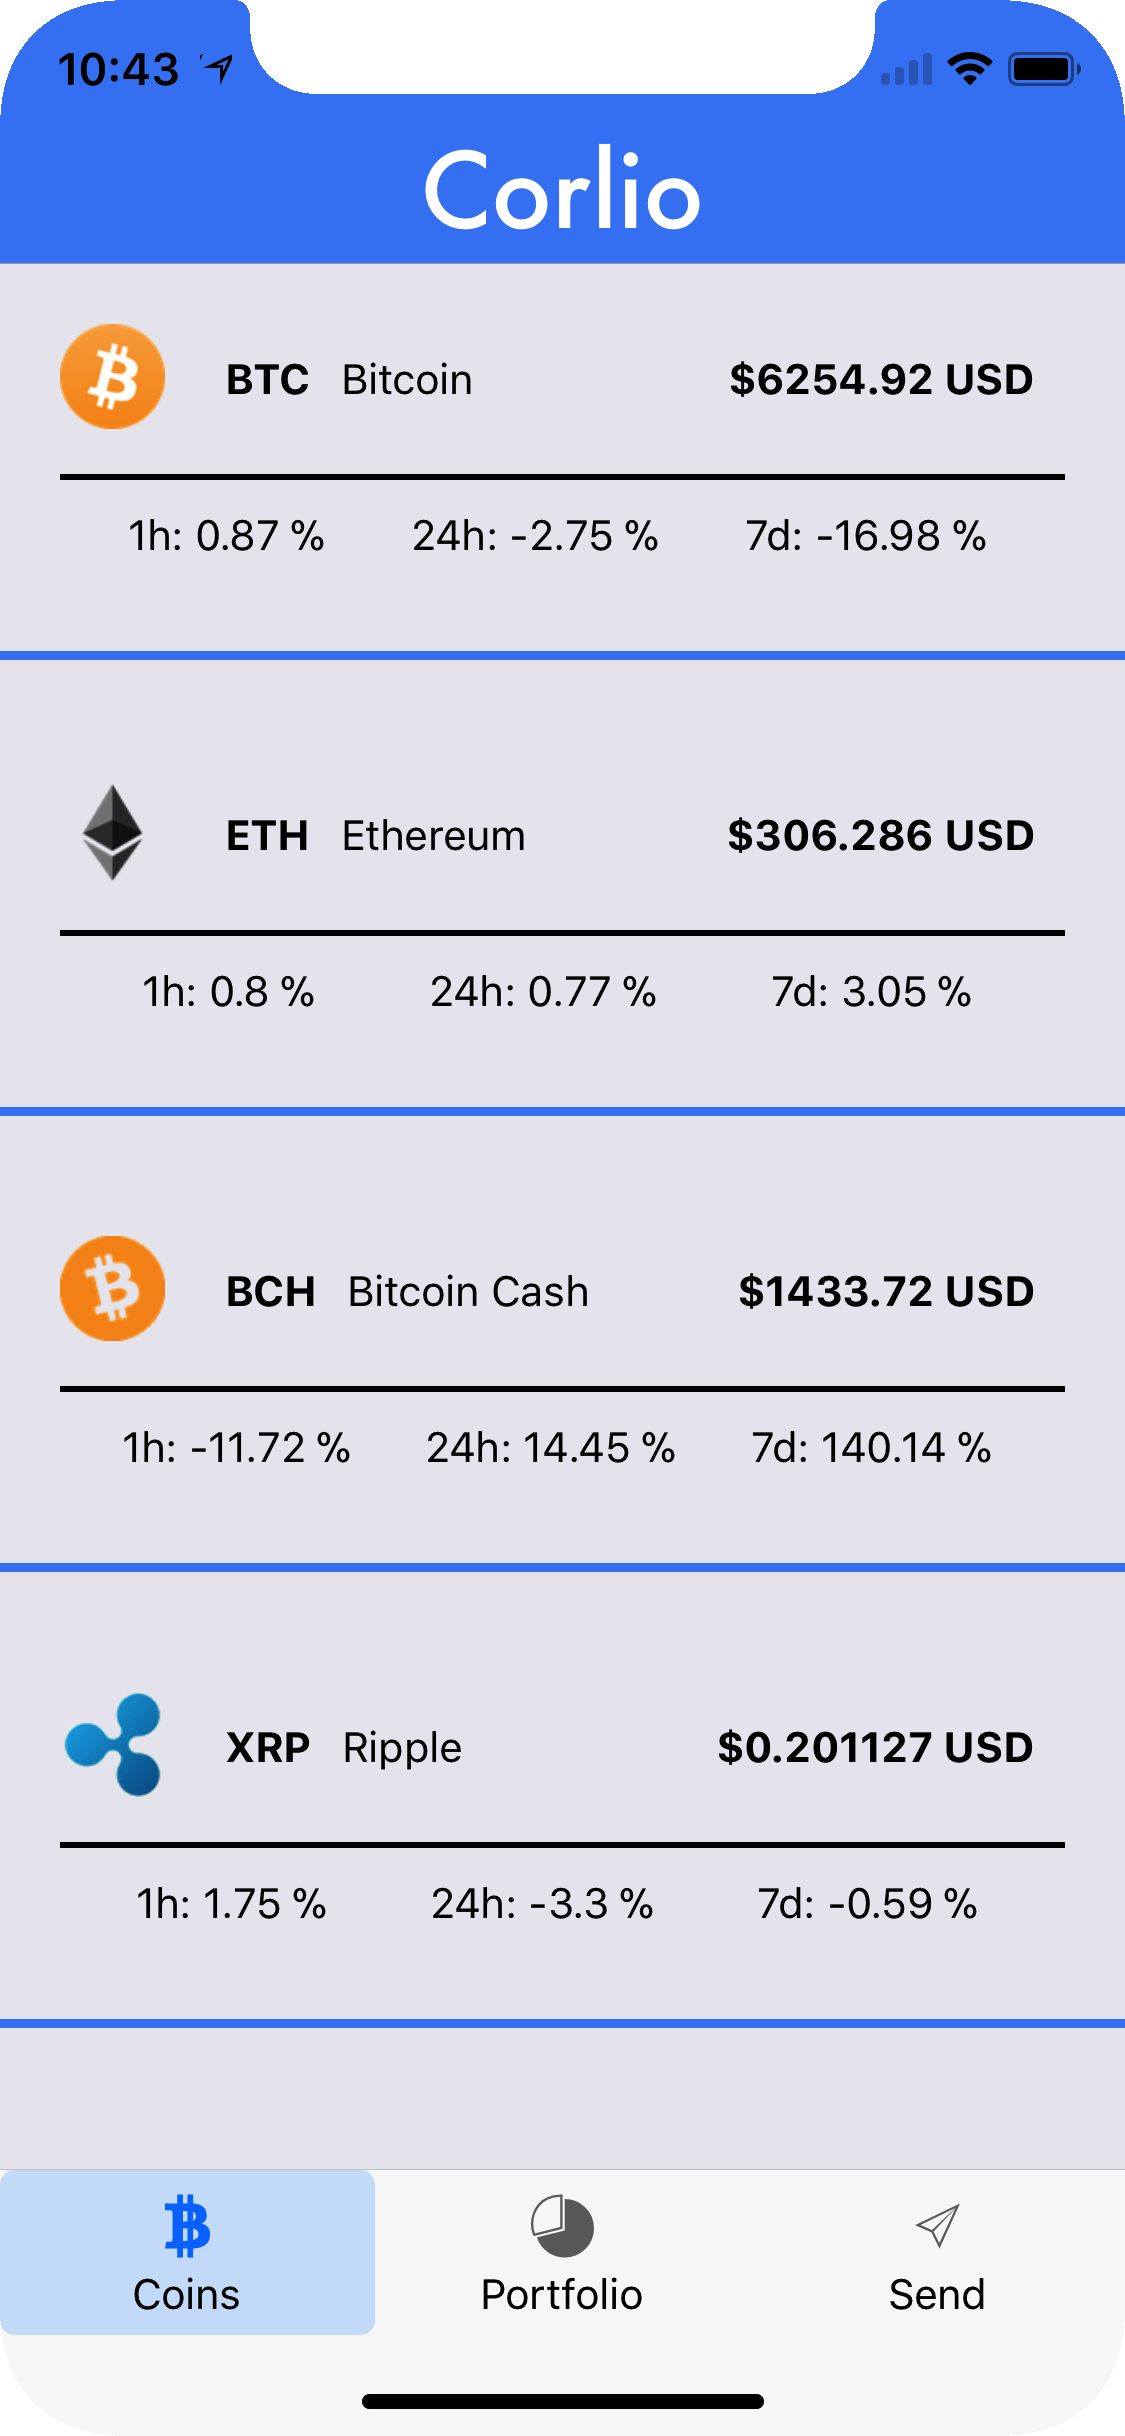 10:43
Corlio
BTC Bitcoin $6254.92 USD
1h: 0.87 % 24h: -2.75 % 7d: -16.98 %
ETH Ethereum $306.286 USD
1h: 0.8 % 24h: 0.77 % 7d: 3.05 %
BCH Bitcoin Cash $1433.72 USD
1h: -11.72 % 24h: 14.45 % 7d: 140.14 %
XRP Ripple $0.201127 USD
1h: 1.75 % 24h: -3.3 % 7d: -0.59 %
Coins Portfolio Send